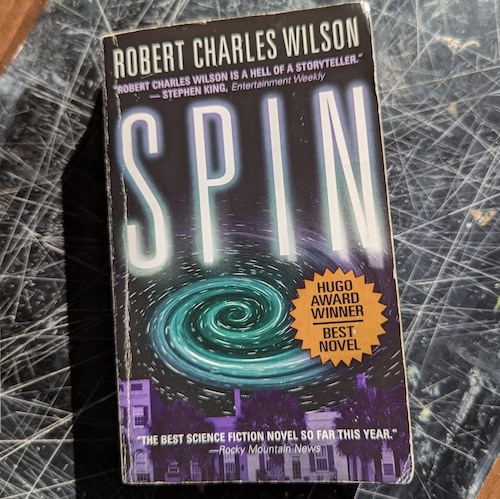 ROBERT CHARLES WILSON
"ROBERT CHARLES WILSON IS A HELL OF A STORYTELLER."
— STEPHEN KING, Entertainment Weekly
SPIN
HUGO
AWARD
WINNER
BEST
NOVEL
"THE BEST SCIENCE FICTION NOVEL SO FAR THIS YEAR."
—Rocky Mountain News